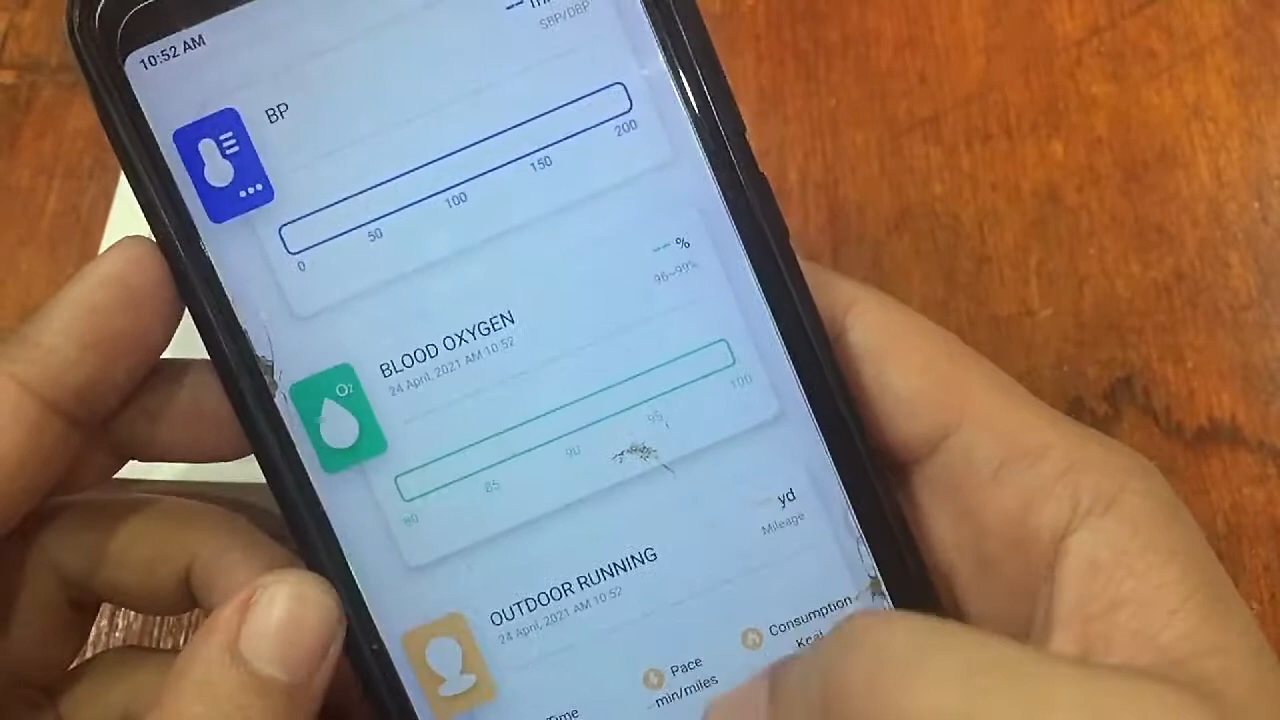 10:52 AM
SBP/DBP
BP
0 50 100 150 200
-- %
96~99%
BLOOD OXYGEN
24 April, 2021 AM 10:52
O2
80 85 90 95 100
yd
Mileage
OUTDOOR RUNNING
24 April, 2021 AM 10:52
Consumption
Kcal
Pace
min/miles
Time